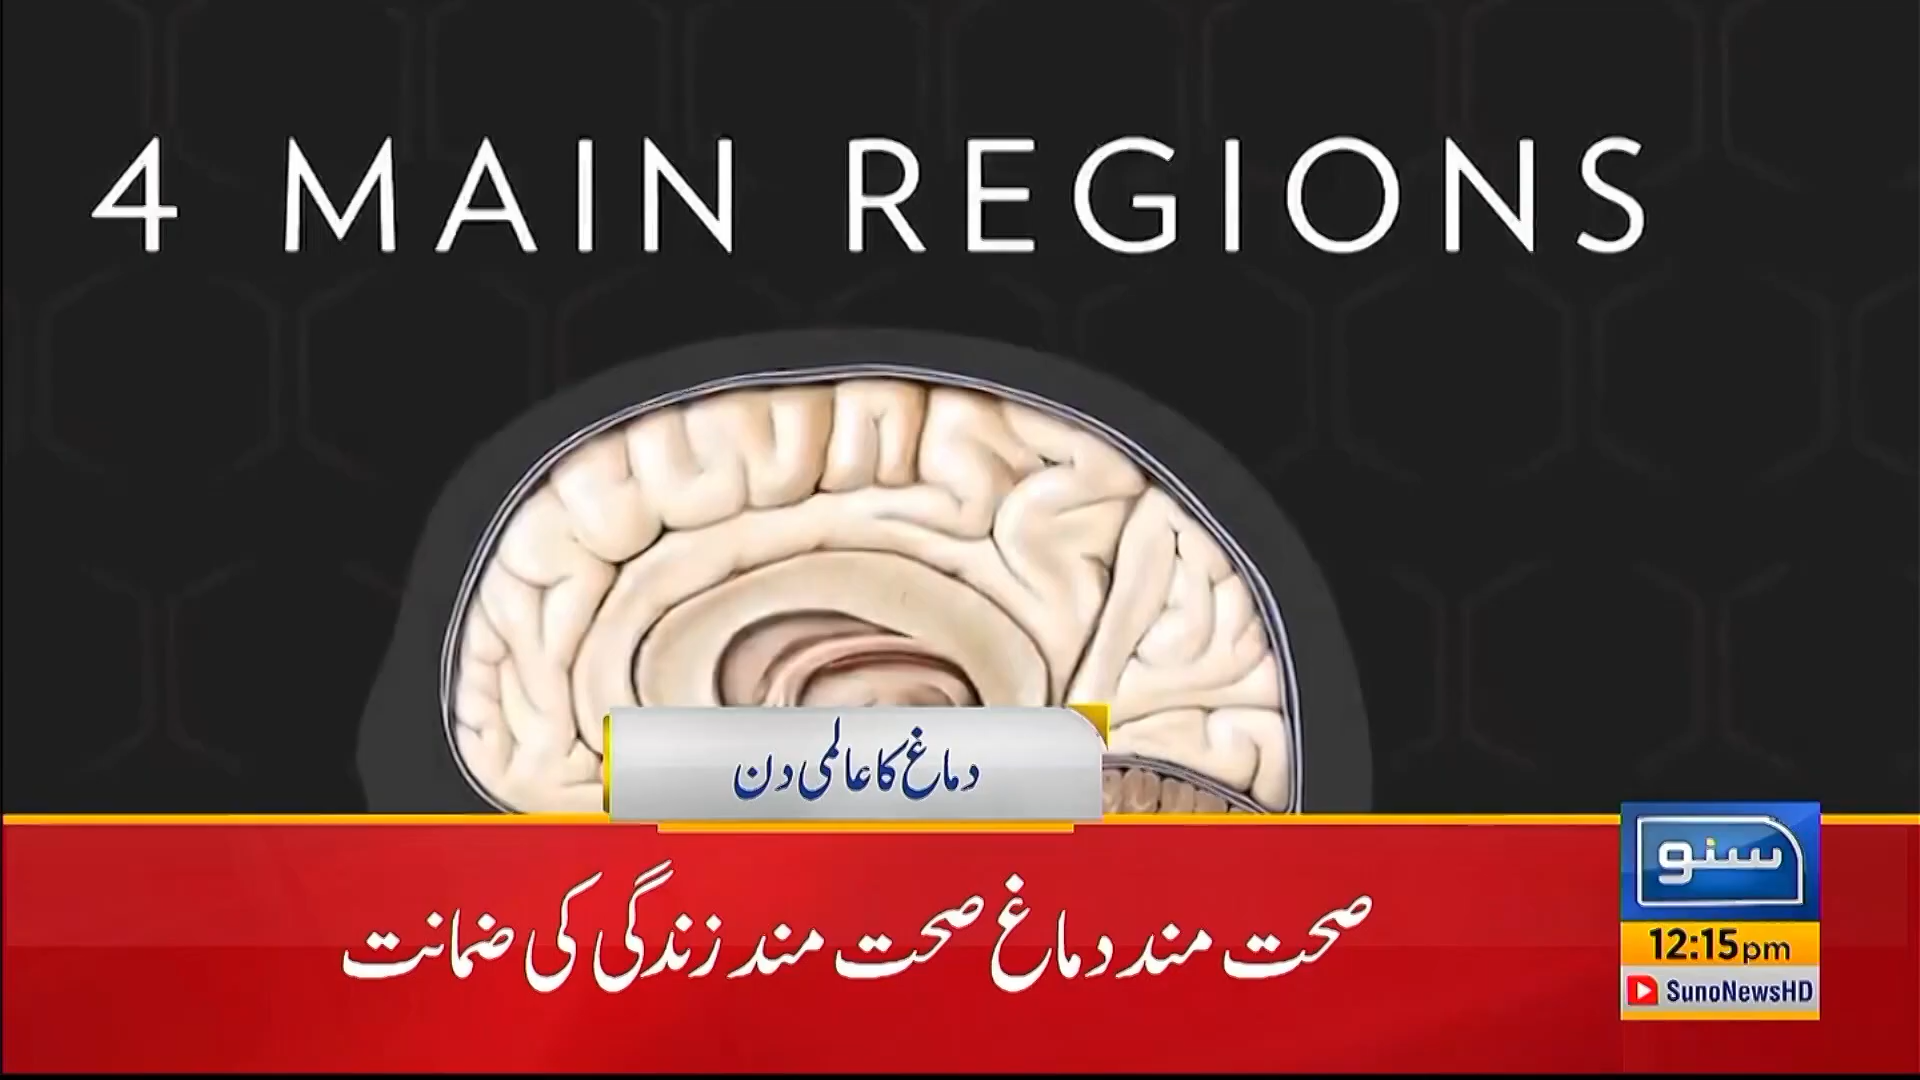 4 MAIN REGIONS
دماغ کا عالمی دن
صحت مند دماغ صحت مند زندگی کی ضمانت
سنو
12:15pm
SunoNewsHD